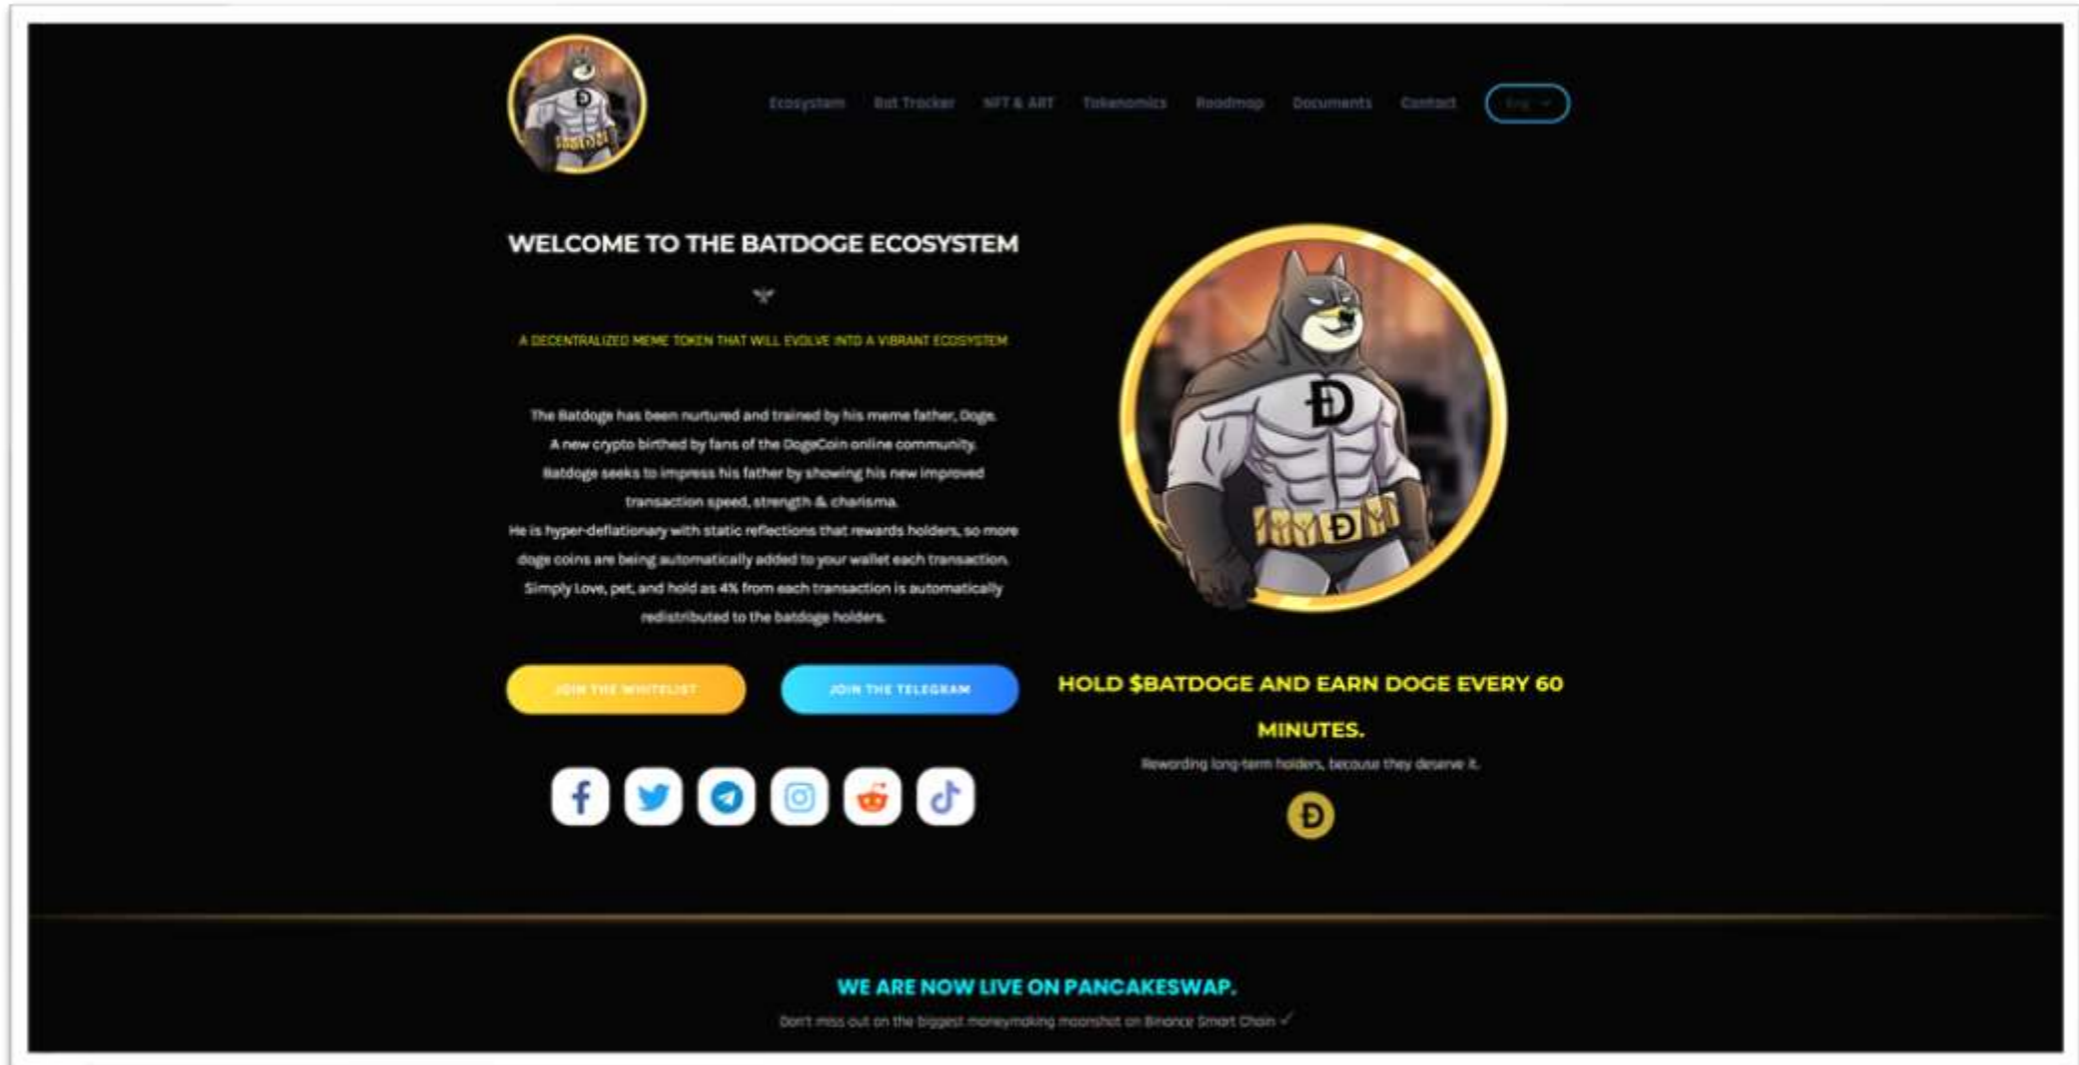 Ecosystem Bot Tracker NFT & ART Tokenomics Roadmap Documents Contact Eng
WELCOME TO THE BATDOGE ECOSYSTEM
A DECENTRALIZED MEME TOKEN THAT WILL EVOLVE INTO A VIBRANT ECOSYSTEM
The Batdoge has been nurtured and trained by his meme father, Doge.
A new crypto birthed by fans of the DogeCoin online community.
Batdoge seeks to impress his father by showing his new improved
transaction speed, strength & charisma.
He is hyper-deflationary with static reflections that rewards holders, so more
doge coins are being automatically added to your wallet each transaction.
Simply Love, pet, and hold as 4% from each transaction is automatically
redistributed to the batdoge holders.
JOIN THE WHITELIST
JOIN THE TELEGRAM
HOLD $BATDOGE AND EARN DOGE EVERY 60
MINUTES.
Rewarding long-term holders, because they deserve it.
WE ARE NOW LIVE ON PANCAKESWAP.
Don't miss out on the biggest moneymaking moonshot on Binance Smart Chain